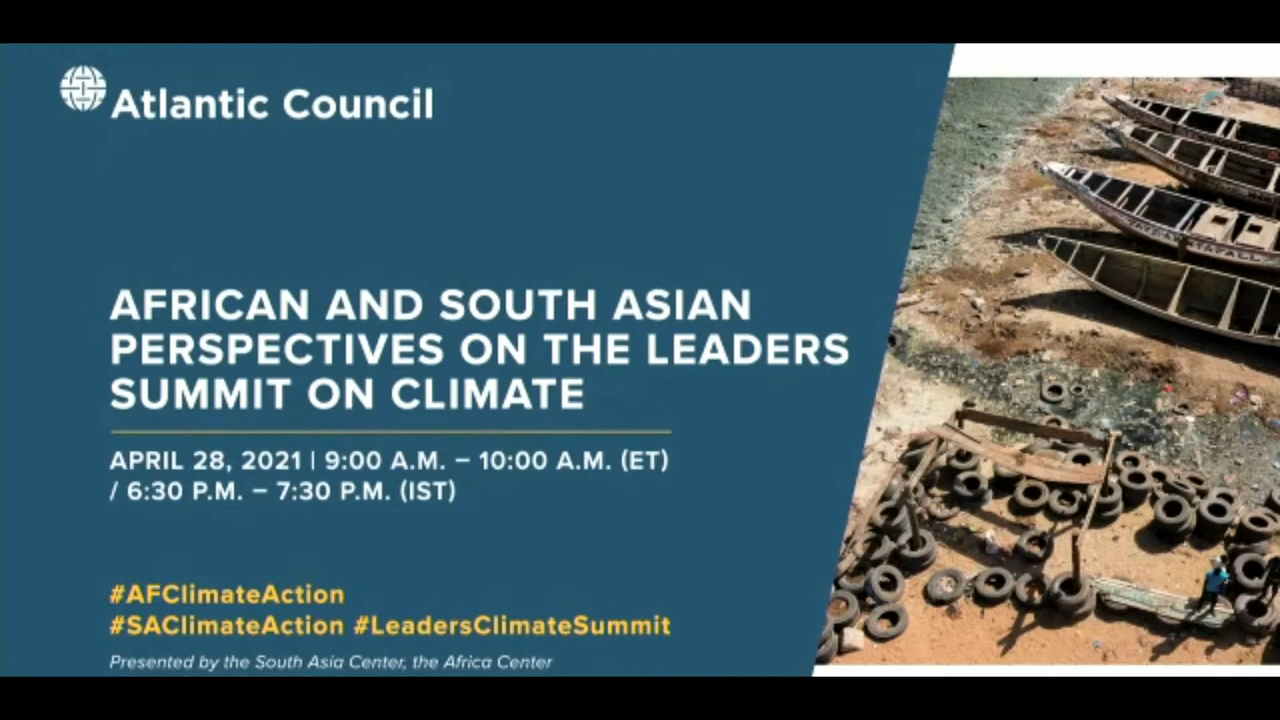 Atlantic Council
AFRICAN AND SOUTH ASIAN
PERSPECTIVES ON THE LEADERS
SUMMIT ON CLIMATE
APRIL 28, 2021 | 9:00 A.M. – 10:00 A.M. (ET)
/ 6:30 P.M. – 7:30 P.M. (IST)
#AFClimateAction
#SAClimateAction #LeadersClimateSummit
Presented by the South Asia Center, the Africa Center